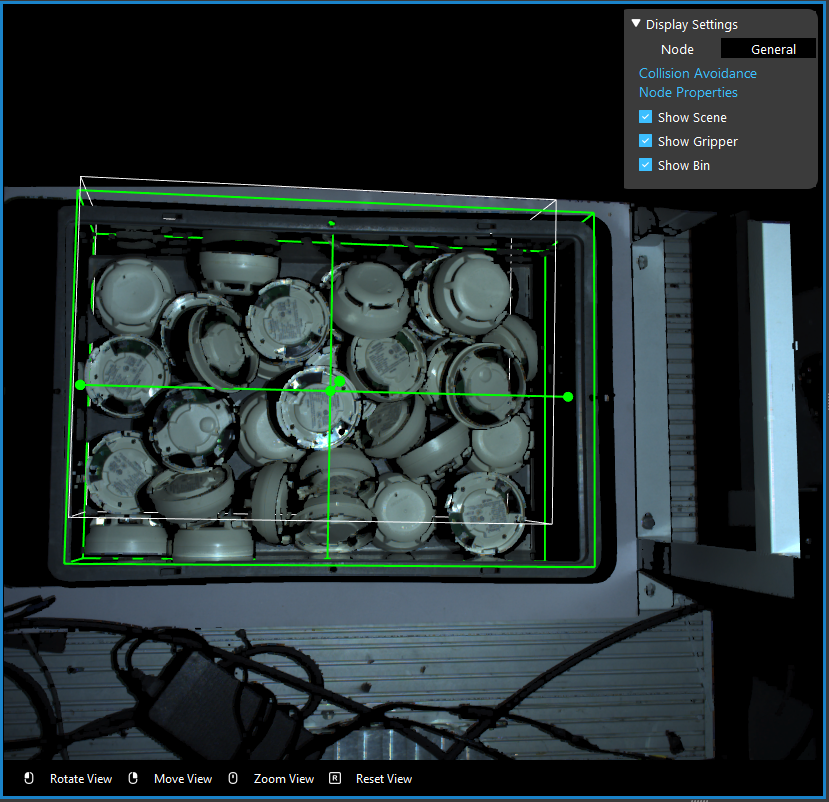 Display Settings
Node General
Collision Avoidance
Node Properties
Show Scene
Show Gripper
Show Bin
Rotate View Move View Zoom View R Reset View